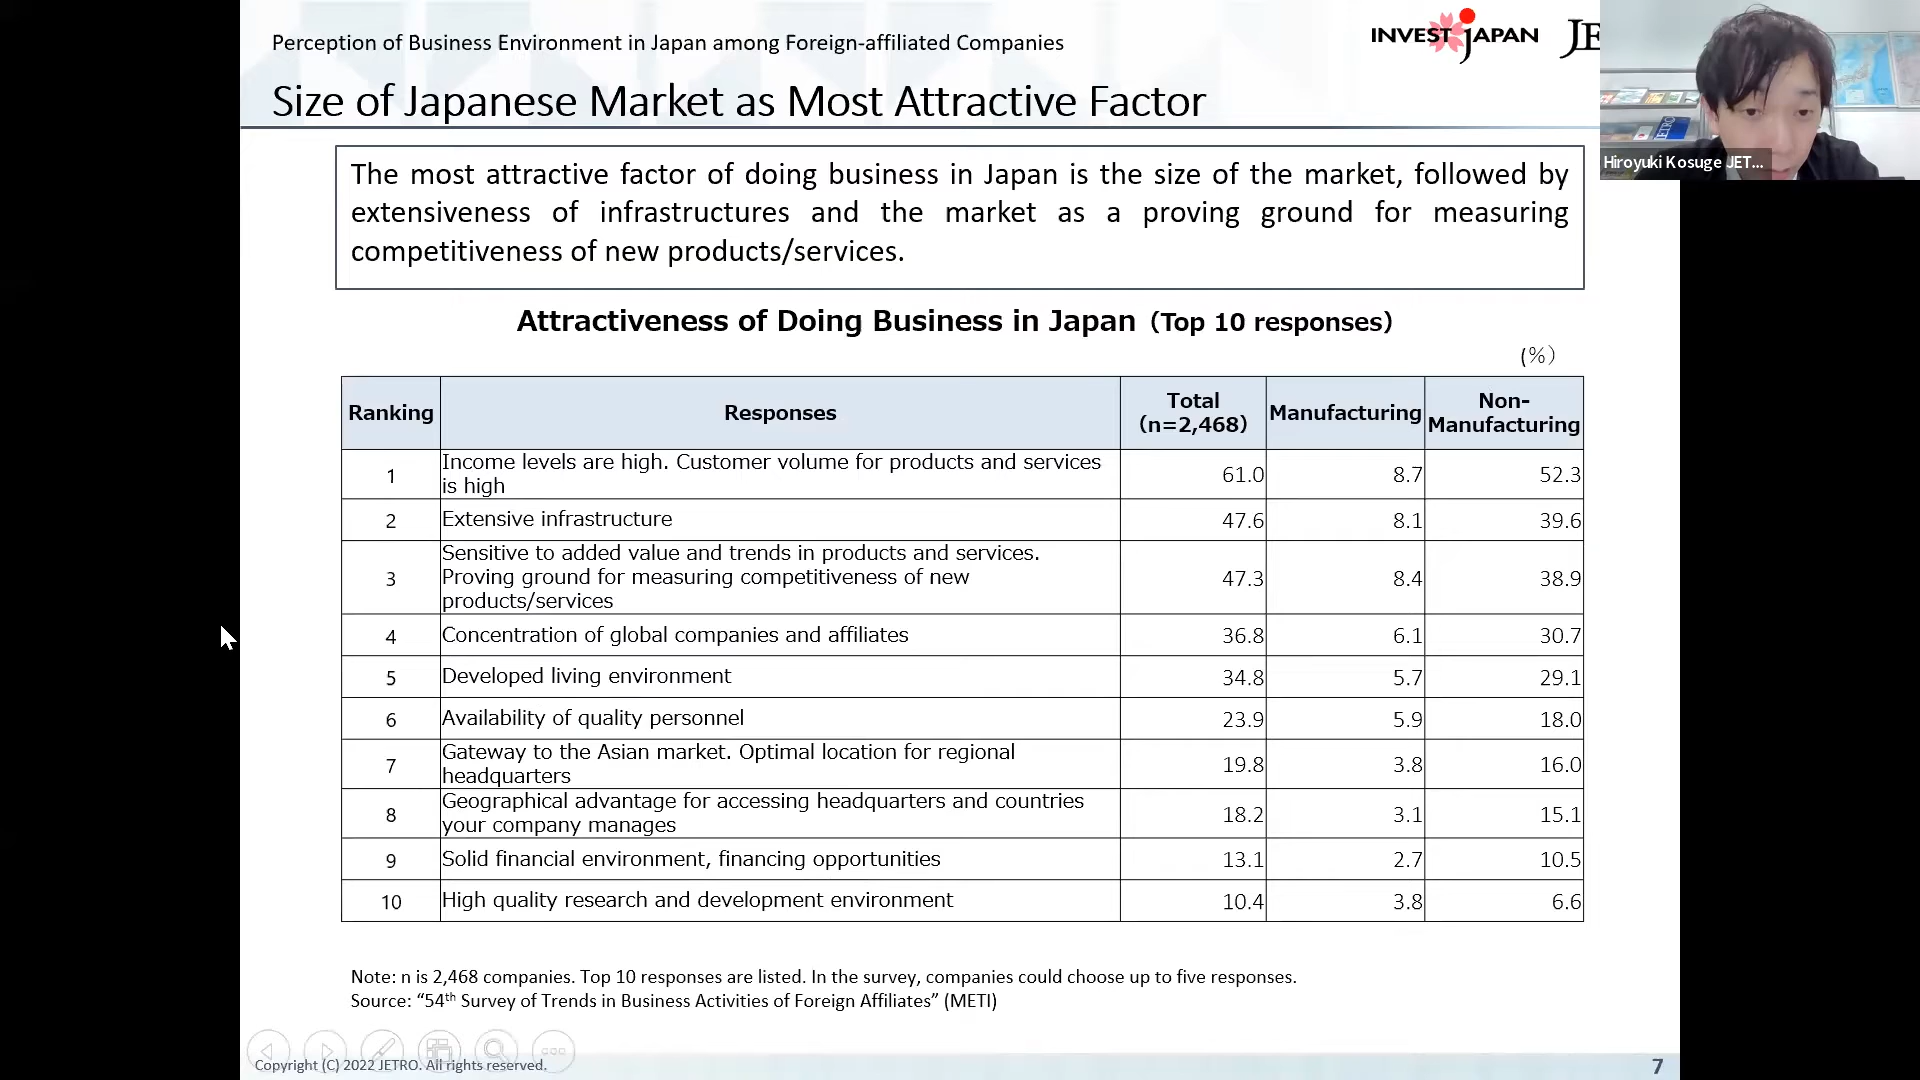 Perception of Business Environment in Japan among Foreign-affiliated Companies
INVEST JAPAN
JE
Size of Japanese Market as Most Attractive Factor
JETRO
Hiroyuki Kosuge JET...
The most attractive factor of doing business in Japan is the size of the market, followed by
extensiveness of infrastructures and the market as a proving ground for measuring
competitiveness of new products/services.
Attractiveness of Doing Business in Japan (Top 10 responses)
(%)
Ranking Responses Total (n=2,468) Manufacturing Non-Manufacturing
1 Income levels are high. Customer volume for products and services
is high 61.0 8.7 52.3
2 Extensive infrastructure 47.6 8.1 39.6
3 Sensitive to added value and trends in products and services.
Proving ground for measuring competitiveness of new
products/services 47.3 8.4 38.9
4 Concentration of global companies and affiliates 36.8 6.1 30.7
5 Developed living environment 34.8 5.7 29.1
6 Availability of quality personnel 23.9 5.9 18.0
7 Gateway to the Asian market. Optimal location for regional
headquarters 19.8 3.8 16.0
8 Geographical advantage for accessing headquarters and countries
your company manages 18.2 3.1 15.1
9 Solid financial environment, financing opportunities 13.1 2.7 10.5
10 High quality research and development environment 10.4 3.8 6.6
Note: n is 2,468 companies. Top 10 responses are listed. In the survey, companies could choose up to five responses.
Source: “54th Survey of Trends in Business Activities of Foreign Affiliates” (METI)
Copyright (C) 2022 JETRO. All rights reserved.
7